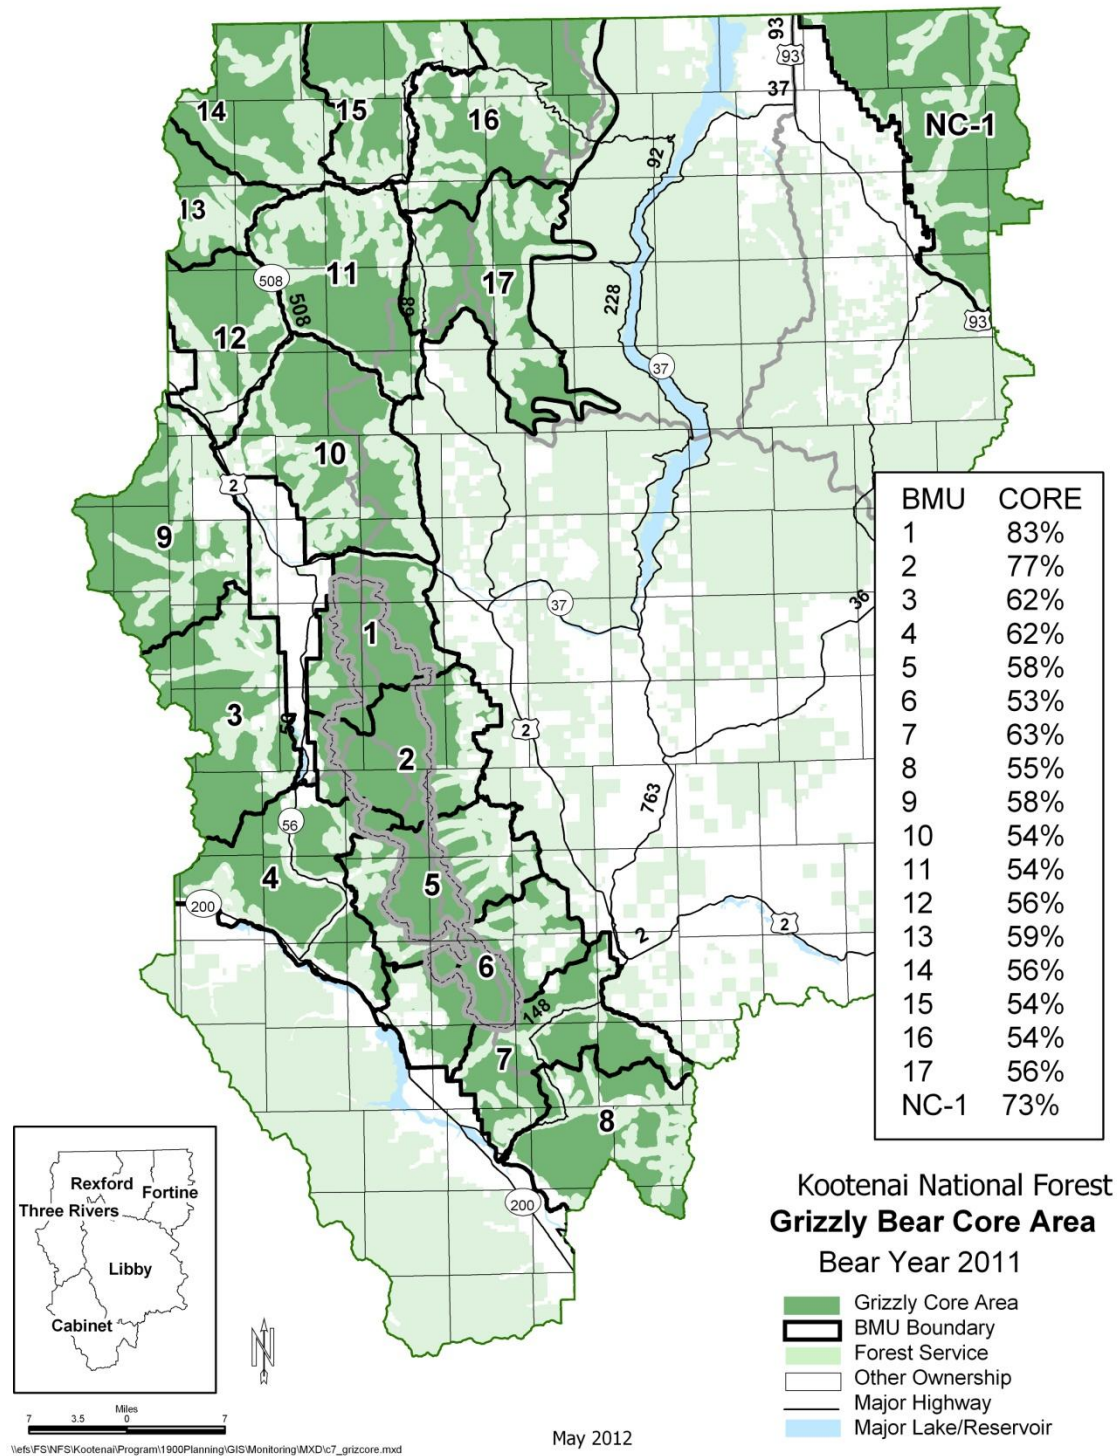 93
93
37
14
15
16
NC-1
92
13
11
17
508
508
68
228
12
93
37
10
2
9
37
36
1
3
56
2
2
763
56
4
5
200
6
2
2
148
7
8
200
BMU CORE
1 83%
2 77%
3 62%
4 62%
5 58%
6 53%
7 63%
8 55%
9 58%
10 54%
11 54%
12 56%
13 59%
14 56%
15 54%
16 54%
17 56%
NC-1 73%
Rexford
Fortine
Three Rivers
Libby
Cabinet
N
Miles
7 3.5 0 7
\\efs\FS\NFS\Kootenai\Program\1900Planning\GIS\Monitoring\MXD\c7_grizcore.mxd
May 2012
Kootenai National Forest
Grizzly Bear Core Area
Bear Year 2011
Grizzly Core Area
BMU Boundary
Forest Service
Other Ownership
Major Highway
Major Lake/Reservoir